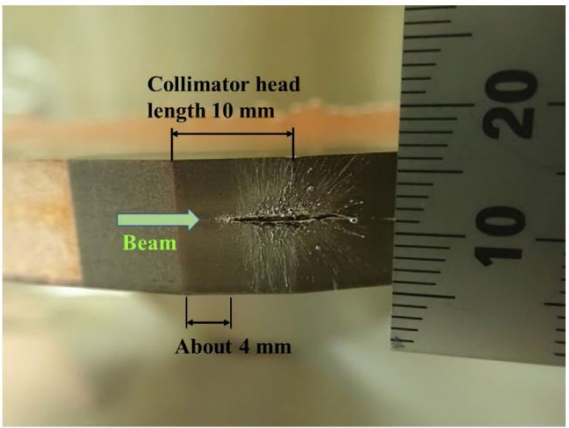 Collimator head
length 10 mm
20
Beam
10
About 4 mm